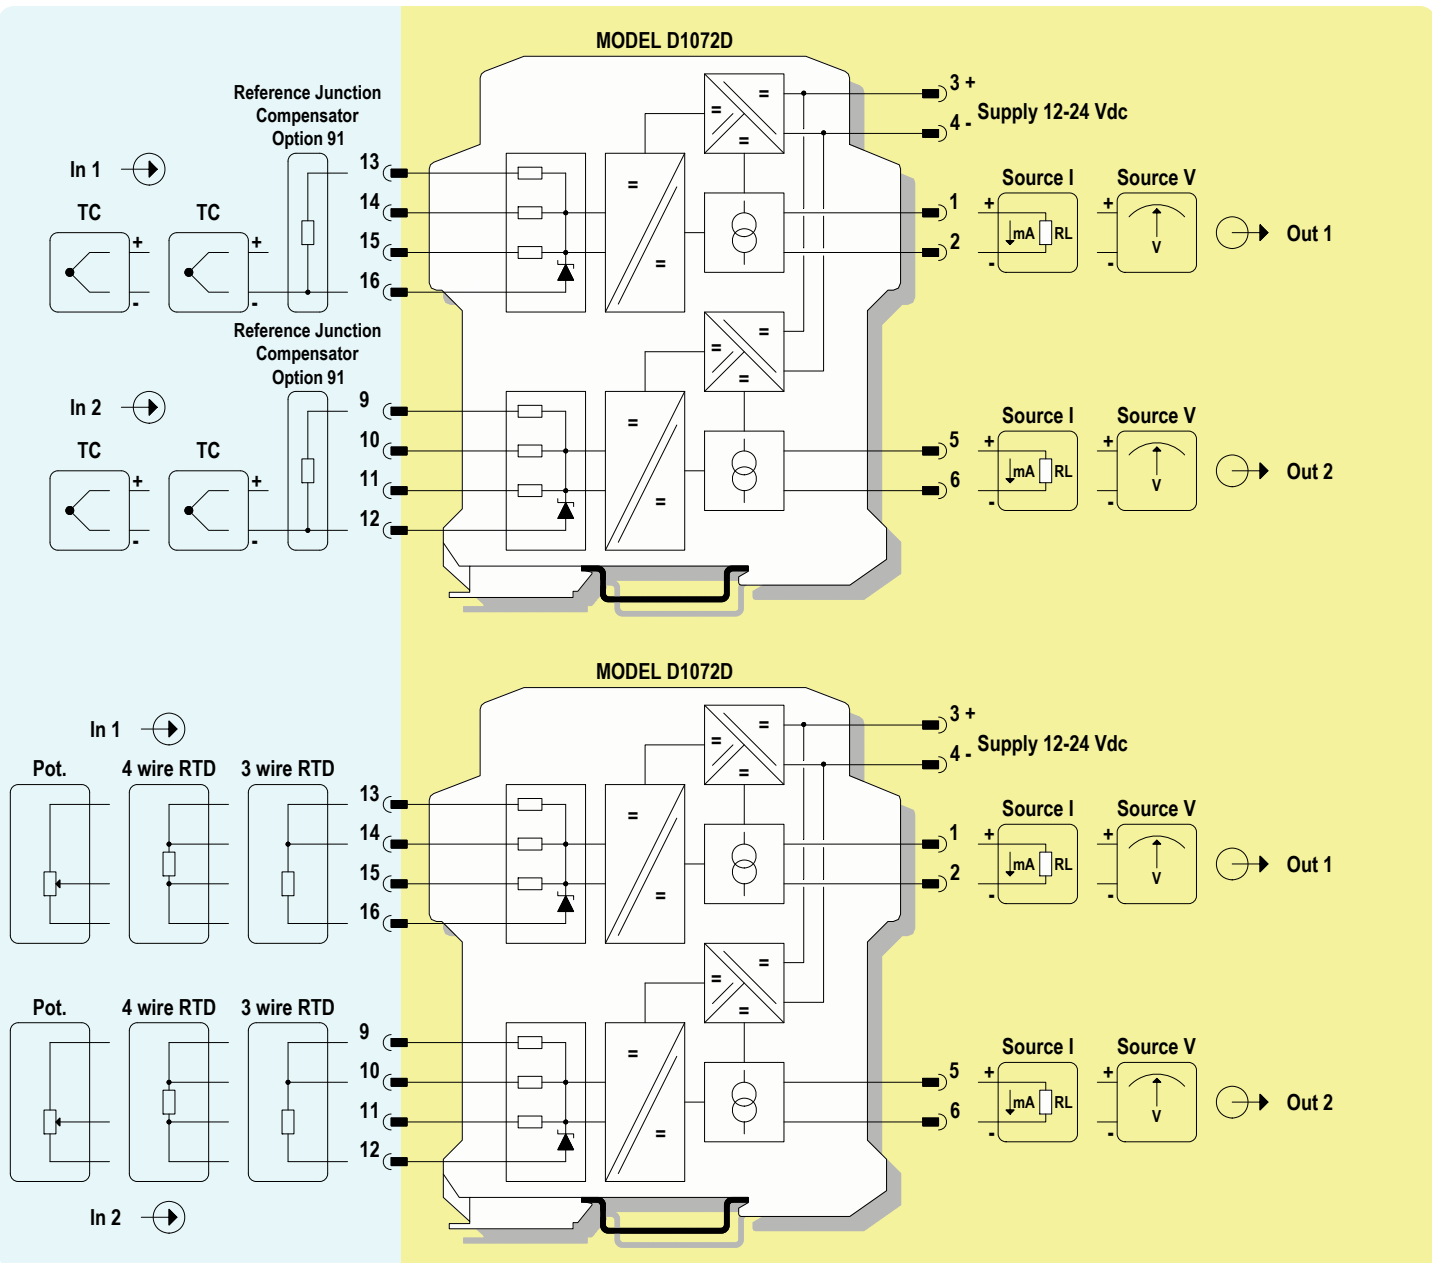 MODEL D1072D
Reference Junction
Compensator
Option 91
3 +
4 -
Supply 12-24 Vdc
In 1
TC
+
-
TC
+
-
13
14
15
16
=
=
=
=
=
1
2
Source I
+
-
mA
RL
Source V
+
-
V
Out 1
Reference Junction
Compensator
Option 91
In 2
TC
+
-
TC
+
-
9
10
11
12
=
=
=
=
=
5
6
Source I
+
-
mA
RL
Source V
+
-
V
Out 2
MODEL D1072D
3 +
4 -
Supply 12-24 Vdc
In 1
Pot.
4 wire RTD
3 wire RTD
13
14
15
16
=
=
=
=
=
1
2
Source I
+
-
mA
RL
Source V
+
-
V
Out 1
Pot.
4 wire RTD
3 wire RTD
9
10
11
12
=
=
=
=
=
5
6
Source I
+
-
mA
RL
Source V
+
-
V
Out 2
In 2